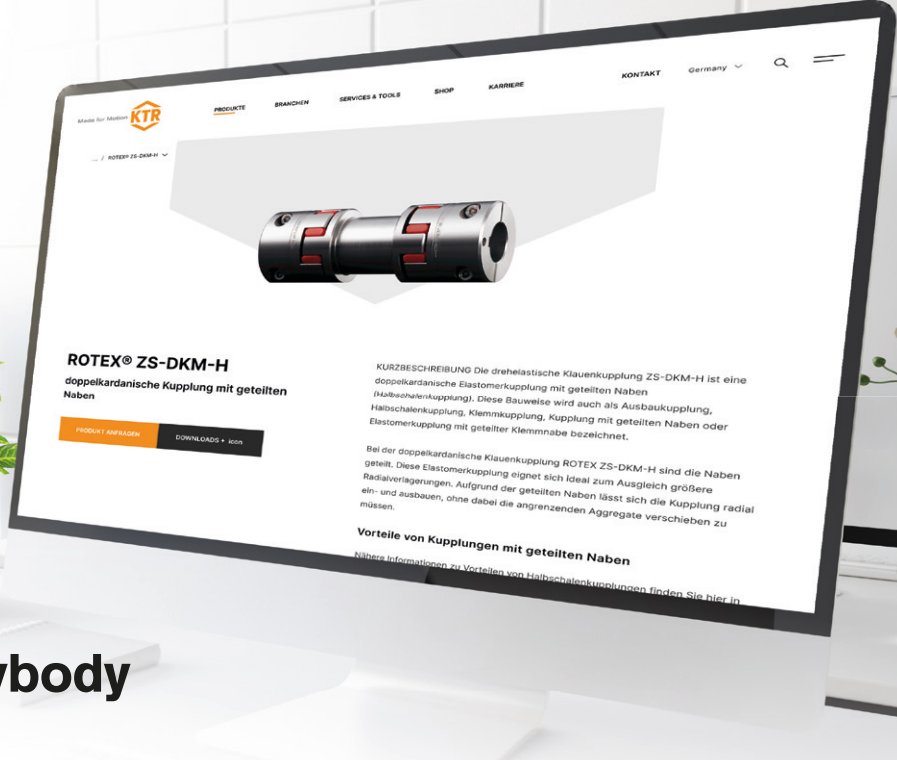 Made for Motion KTR
PRODUKTE BRANCHEN SERVICES & TOOLS SHOP KARRIERE KONTAKT Germany
... / ROTEX® ZS-DKM-H
ROTEX® ZS-DKM-H
doppelkardanische Kupplung mit geteilten
Naben
PRODUKT ANFRAGEN DOWNLOADS + icon
KURZBESCHREIBUNG Die drehelastische Klauenkupplung ZS-DKM-H ist eine
doppelkardanische Elastomerkupplung mit geteilten Naben
(Halbschalenkupplung). Diese Bauweise wird auch als Ausbaukupplung,
Halbschalenkupplung, Klemmkupplung, Kupplung mit geteilten Naben oder
Elastomerkupplung mit geteilter Klemmnabe bezeichnet.
Bei der doppelkardanische Klauenkupplung ROTEX ZS-DKM-H sind die Naben
geteilt. Diese Elastomerkupplung eignet sich ideal zum Ausgleich größere
Radialverlagerungen. Aufgrund der geteilten Naben lässt sich die Kupplung radial
ein- und ausbauen, ohne dabei die angrenzenden Aggregate verschieben zu
müssen.
Vorteile von Kupplungen mit geteilten Naben
Nähere Informationen zu Vorteilen von Halbschalenkupplungen finden Sie hier in
ybody